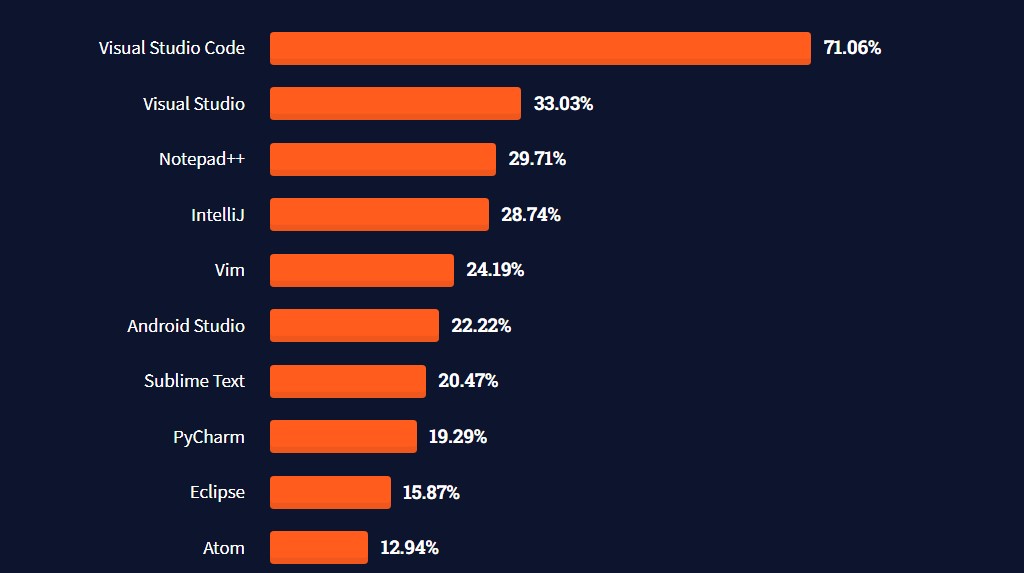 Visual Studio Code 71.06%
Visual Studio 33.03%
Notepad++ 29.71%
IntelliJ 28.74%
Vim 24.19%
Android Studio 22.22%
Sublime Text 20.47%
PyCharm 19.29%
Eclipse 15.87%
Atom 12.94%